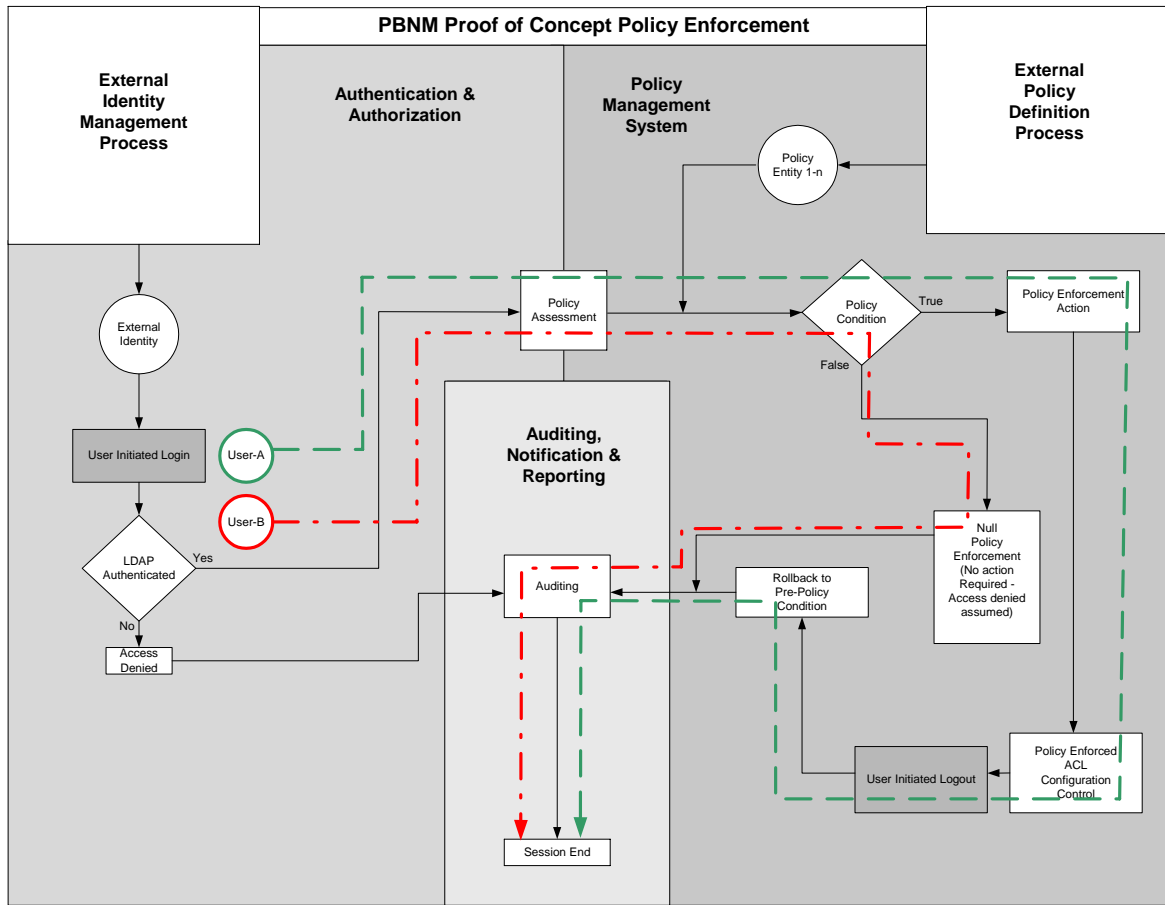 PBNM Proof of Concept Policy Enforcement
External
Identity
Management
Process
Authentication &
Authorization
Policy
Management
System
External
Policy
Definition
Process
Policy
Entity 1-n
External
Identity
Policy
Assessment
Policy
Condition
True
False
Policy Enforcement
Action
User Initiated Login
User-A
User-B
Auditing,
Notification &
Reporting
LDAP
Authenticated
Yes
No
Access
Denied
Auditing
Rollback to
Pre-Policy
Condition
Null
Policy
Enforcement
(No action
Required -
Access denied
assumed)
User Initiated Logout
Policy Enforced
ACL
Configuration
Control
Session End